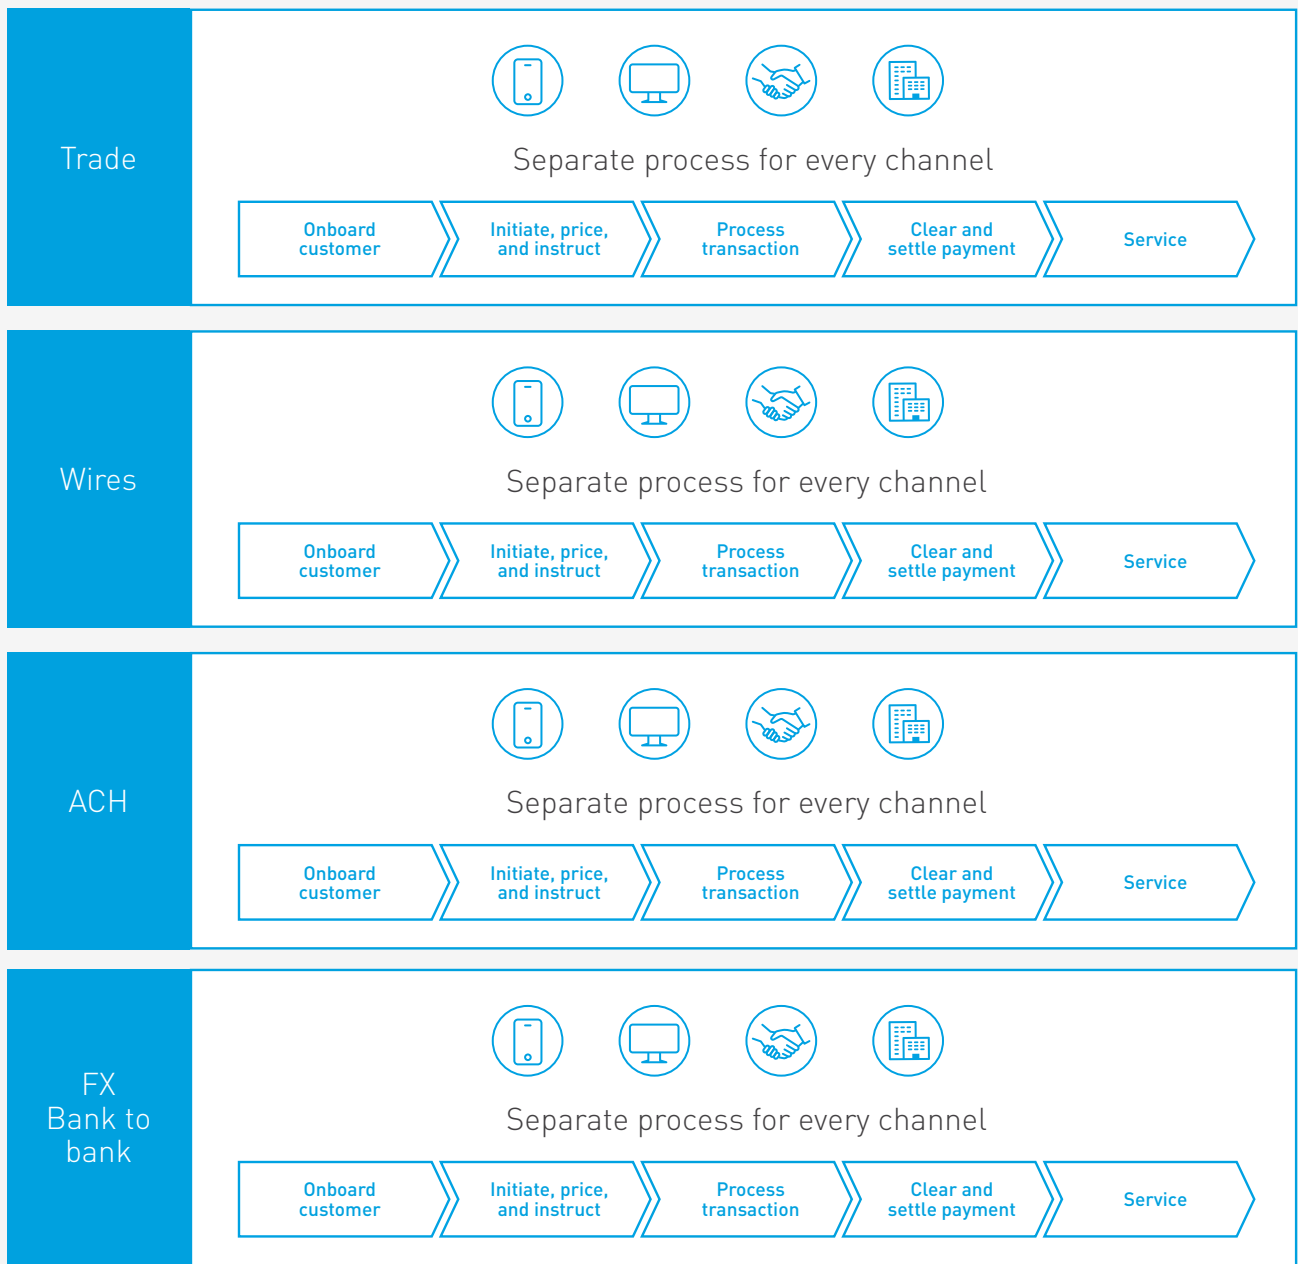 Trade
Separate process for every channel
Onboard
customer
Initiate, price,
and instruct
Process
transaction
Clear and
settle payment
Service
Wires
Separate process for every channel
Onboard
customer
Initiate, price,
and instruct
Process
transaction
Clear and
settle payment
Service
ACH
Separate process for every channel
Onboard
customer
Initiate, price,
and instruct
Process
transaction
Clear and
settle payment
Service
FX
Bank to
bank
Separate process for every channel
Onboard
customer
Initiate, price,
and instruct
Process
transaction
Clear and
settle payment
Service